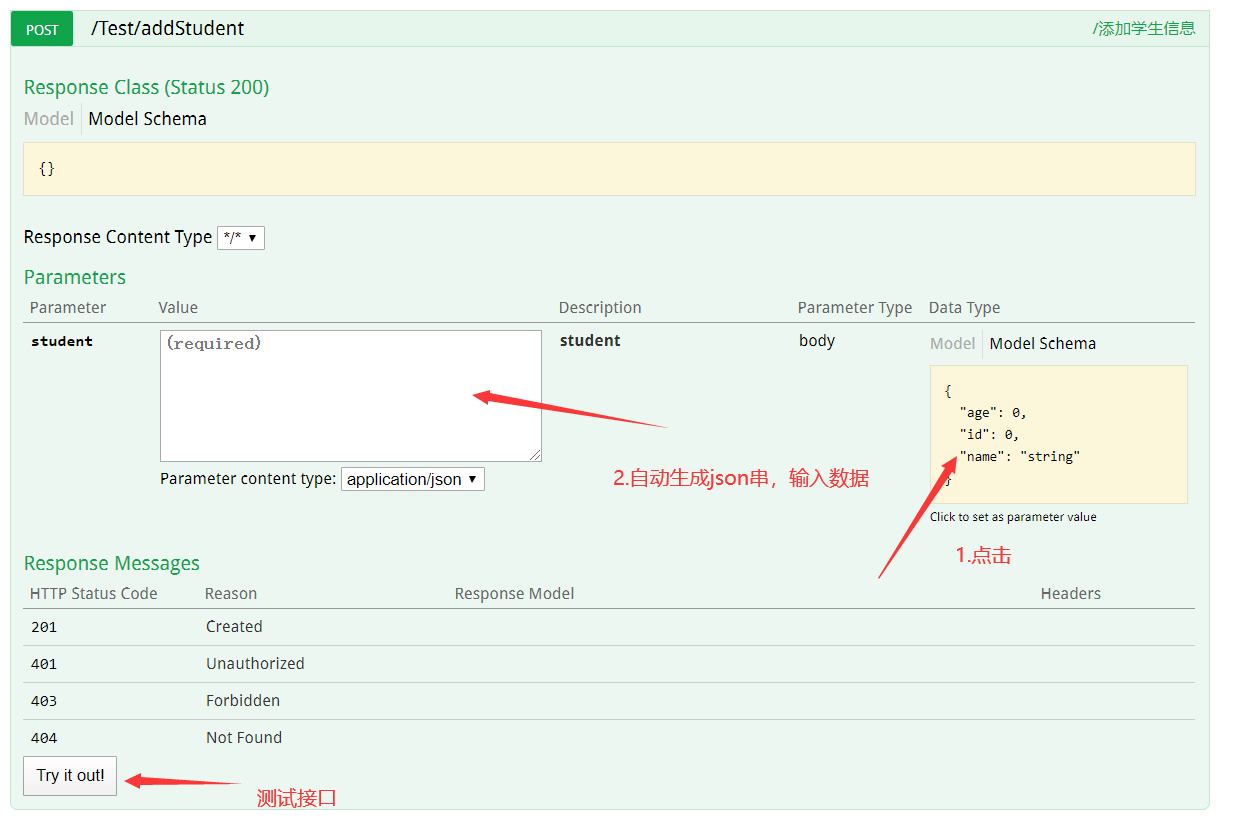 POST /Test/addStudent /添加学生信息
Response Class (Status 200)
Model Model Schema
{}
Response Content Type */*
Parameters
Parameter Value Description Parameter Type Data Type
student (required) student body Model Model Schema
{
"age": 0,
"id": 0,
"name": "string"
}
Parameter content type: application/json
2.自动生成json串，输入数据
Click to set as parameter value
1.点击
Response Messages
HTTP Status Code Reason Response Model Headers
201 Created
401 Unauthorized
403 Forbidden
404 Not Found
Try it out!
测试接口